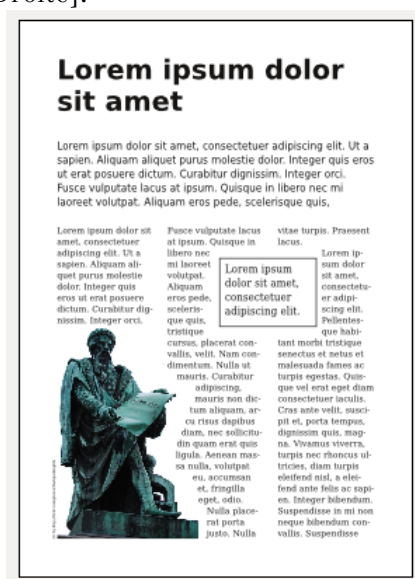 Lorem ipsum dolor
sit amet
Lorem ipsum dolor sit amet, consectetuer adipiscing elit. Ut a
sapien. Aliquam aliquet purus molestie dolor. Integer quis eros
ut erat posuere dictum. Curabitur dignissim. Integer orci.
Fusce vulputate lacus at ipsum. Quisque in libero nec mi
laoreet volutpat. Aliquam eros pede, scelerisque quis,
Lorem ipsum dolor sit
amet, consectetuer
adipiscing elit. Ut a
sapien. Aliquam ali-
quet purus molestie
dolor. Integer quis
eros ut erat posuere
dictum. Curabitur dig-
nissim. Integer orci.
Fusce vulputate lacus
at ipsum. Quisque in
libero nec
mi laoreet
volutpat.
Aliquam
eros pede,
sceleris-
que quis,
tristique
cursus, placerat con-
vallis, velit. Nam con-
dimentum. Nulla ut
mauris. Curabitur
adipiscing,
mauris non dic-
tum aliquam, ar-
cu risus dapibus
diam, nec sollicitu-
din quam erat quis
ligula. Aenean mas-
sa nulla, volutpat
eu, accumsan
et, fringilla
eget, odio.
Nulla place-
rat porta
justo. Nulla
Lorem ipsum
dolor sit amet,
consectetuer
adipiscing elit.
vitae turpis. Praesent
lacus.
Lorem ip-
sum dolor
sit amet,
consectetu-
er adipi-
scing elit.
Pellentes-
que habi-
tant morbi tristique
senectus et netus et
malesuada fames ac
turpis egestas. Quis-
que vel erat eget diam
consectetuer iaculis.
Cras ante velit, susci-
pit et, porta tempus,
dignissim quis, mag-
na. Vivamus viverra,
turpis nec rhoncus ul-
tricies, diam turpis
eleifend nisl, a elei-
fend ante felis ac sapi-
en. Integer bibendum.
Suspendisse in mi non
neque bibendum con-
vallis. Suspendisse